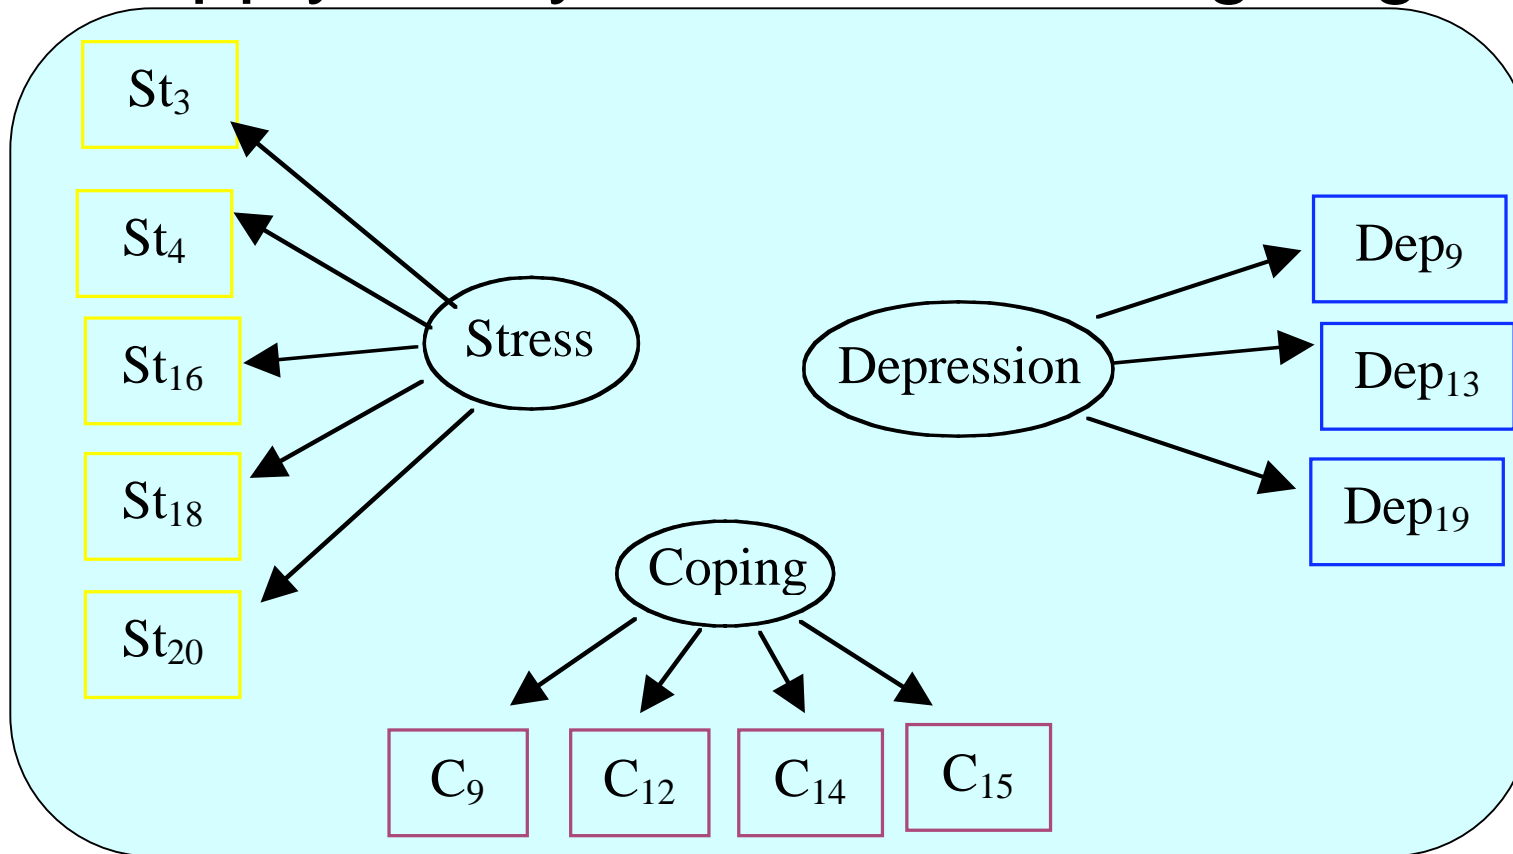 St₃
St₄
St₁₆
St₁₈
St₂₀
Stress
Depression
Dep₉
Dep₁₃
Dep₁₉
Coping
C₉
C₁₂
C₁₄
C₁₅